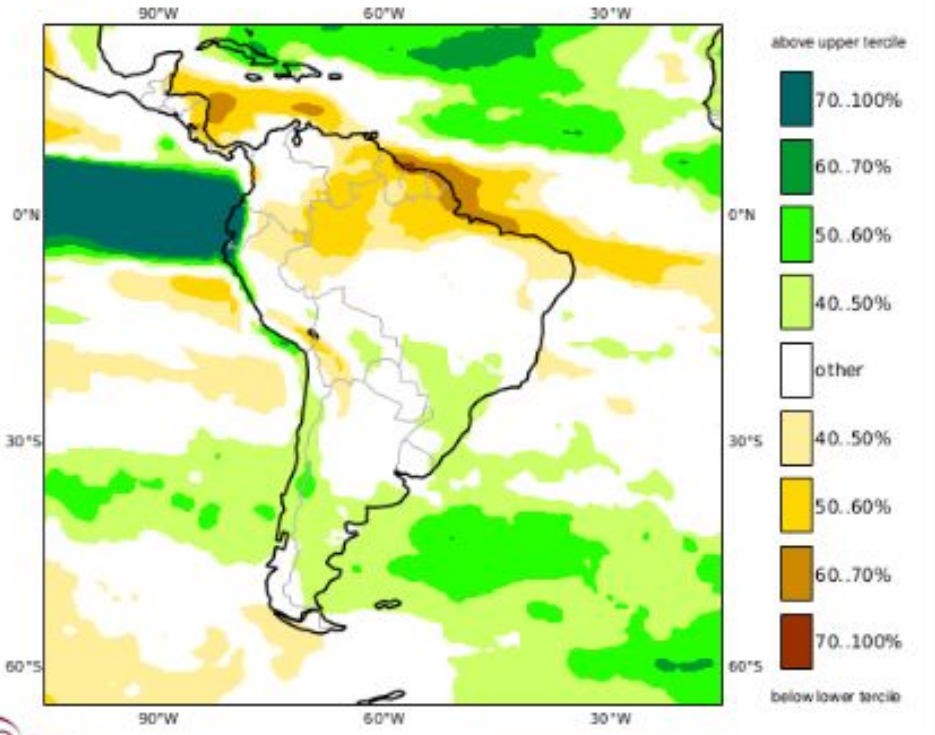 90°W 60°W 30°W
above upper tercile
70..100%
60..70%
0°N 0°N
50..60%
40..50%
other
30°S 30°S
40..50%
50..60%
60..70%
70..100%
60°S 60°S
below lower tercile
90°W 60°W 30°W